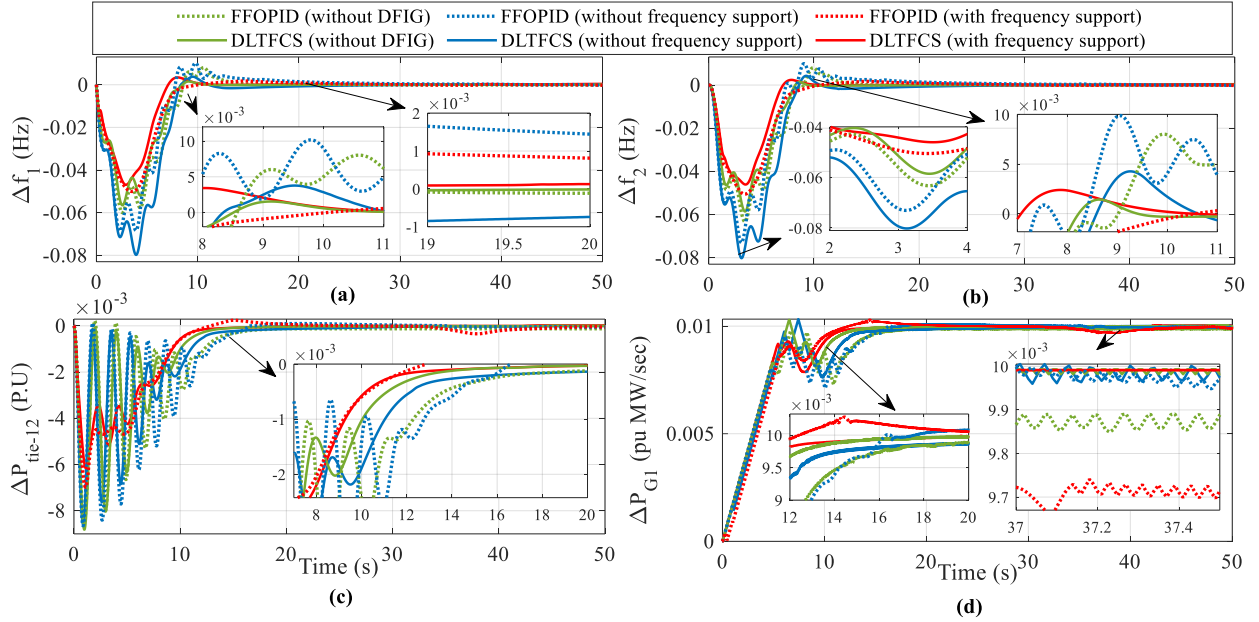 FFOPID (without DFIG) FFOPID (without frequency support) FFOPID (with frequency support)
DLTFCS (without DFIG) DLTFCS (without frequency support) DLTFCS (with frequency support)
0
-0.02
-0.04
-0.06
-0.08
Δf1 (Hz)
×10-3
10
5
0
8 9 10 11
×10-3
2
1
0
-1
19 19.5 20
0 10 20 30 40 50
(a)
0
-0.02
-0.04
-0.06
-0.08
Δf2 (Hz)
-0.04
-0.06
-0.08
2 3 4
×10-3
10
5
0
7 8 9 10 11
0 10 20 30 40 50
(b)
×10-3
0
-2
-4
-6
-8
ΔPtie-12 (P.U)
×10-3
0
-1
-2
8 10 12 14 16 18 20
0 10 20 30 40 50
Time (s)
(c)
0.01
0.005
0
ΔPG1 (pu MW/sec)
×10-3
10
9.5
9
12 14 16 18 20
×10-3
10
9.9
9.8
9.7
37 37.2 37.4
0 10 20 30 40 50
Time (s)
(d)